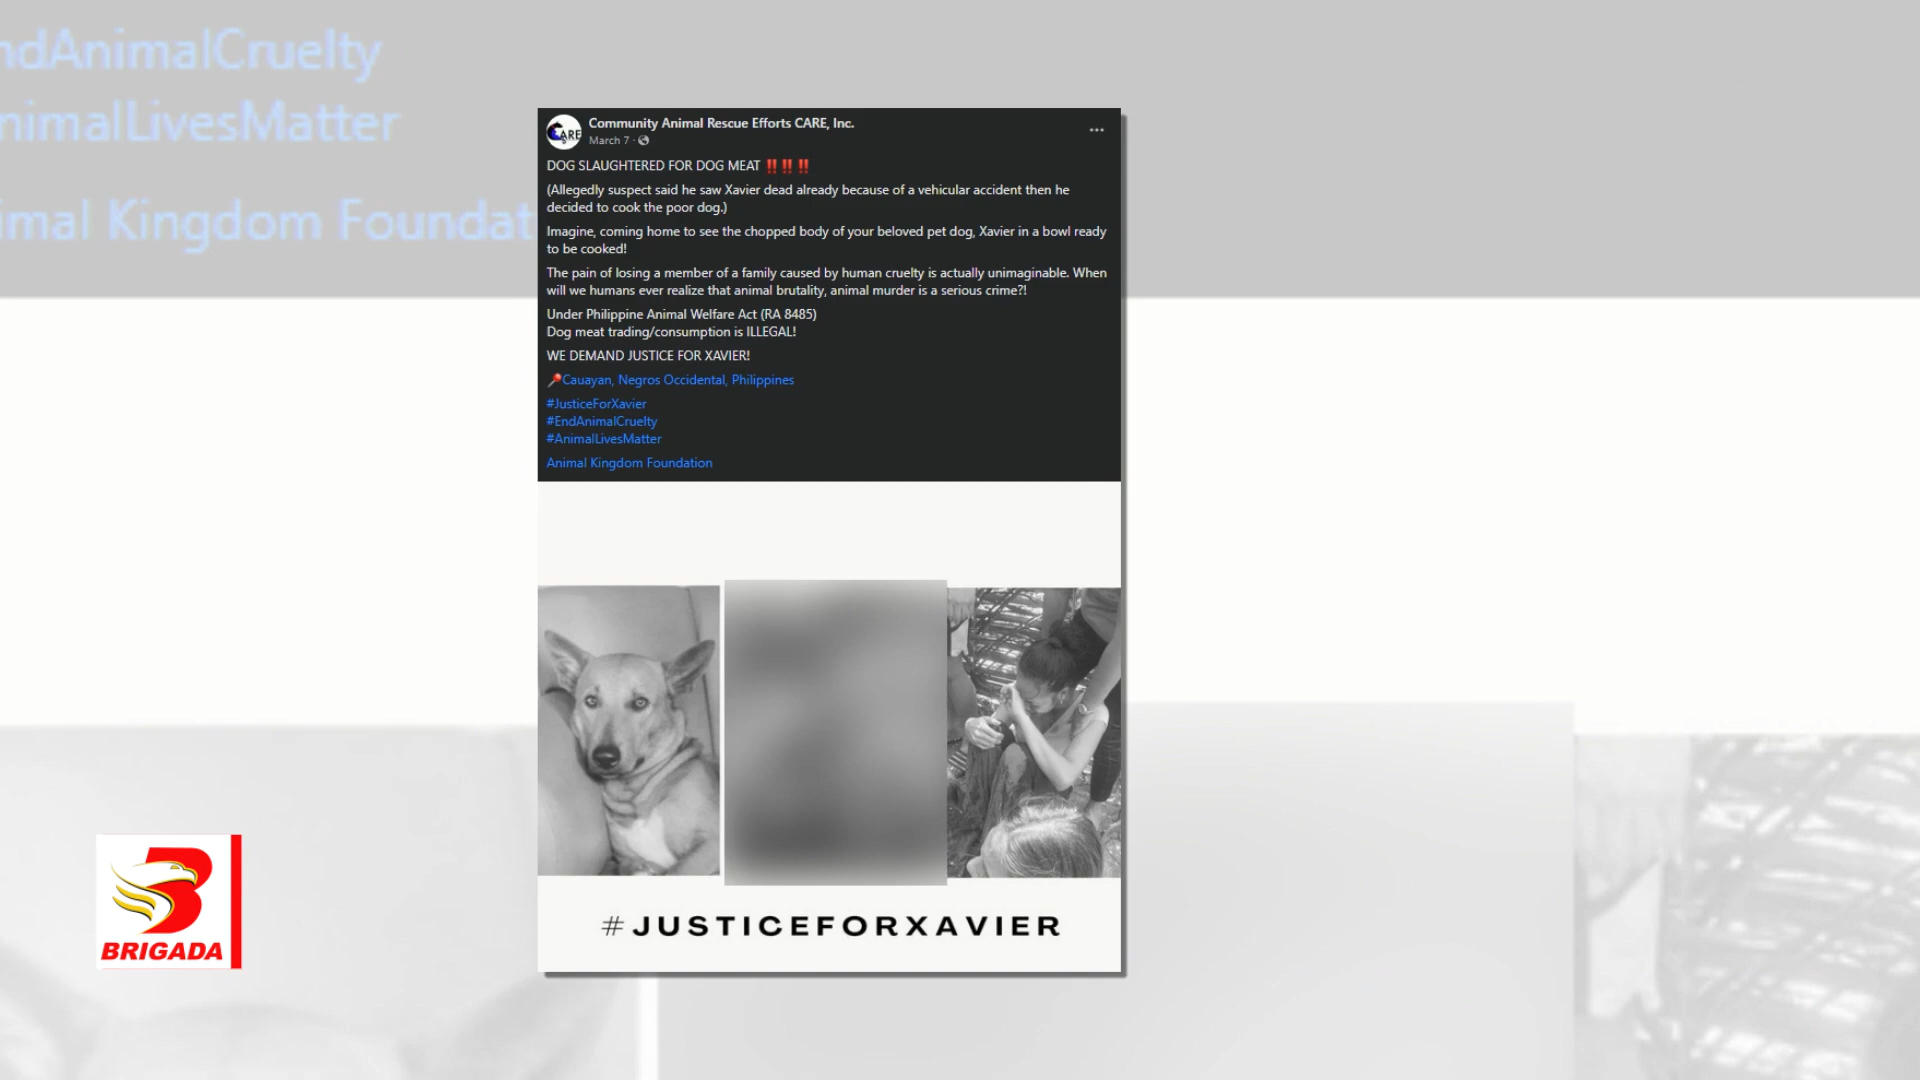 ndAnimalCruelty
nimalLivesMatter
imal Kingdom Foundat
CARE
Community Animal Rescue Efforts CARE, Inc.
March 7 ·
DOG SLAUGHTERED FOR DOG MEAT ‼️‼️‼️
(Allegedly suspect said he saw Xavier dead already because of a vehicular accident then he
decided to cook the poor dog.)
Imagine, coming home to see the chopped body of your beloved pet dog, Xavier in a bowl ready
to be cooked!
The pain of losing a member of a family caused by human cruelty is actually unimaginable. When
will we humans ever realize that animal brutality, animal murder is a serious crime?!
Under Philippine Animal Welfare Act (RA 8485)
Dog meat trading/consumption is ILLEGAL!
WE DEMAND JUSTICE FOR XAVIER!
📍Cauayan, Negros Occidental, Philippines
#JusticeForXavier
#EndAnimalCruelty
#AnimalLivesMatter
Animal Kingdom Foundation
#JUSTICEFORXAVIER
B
BRIGADA